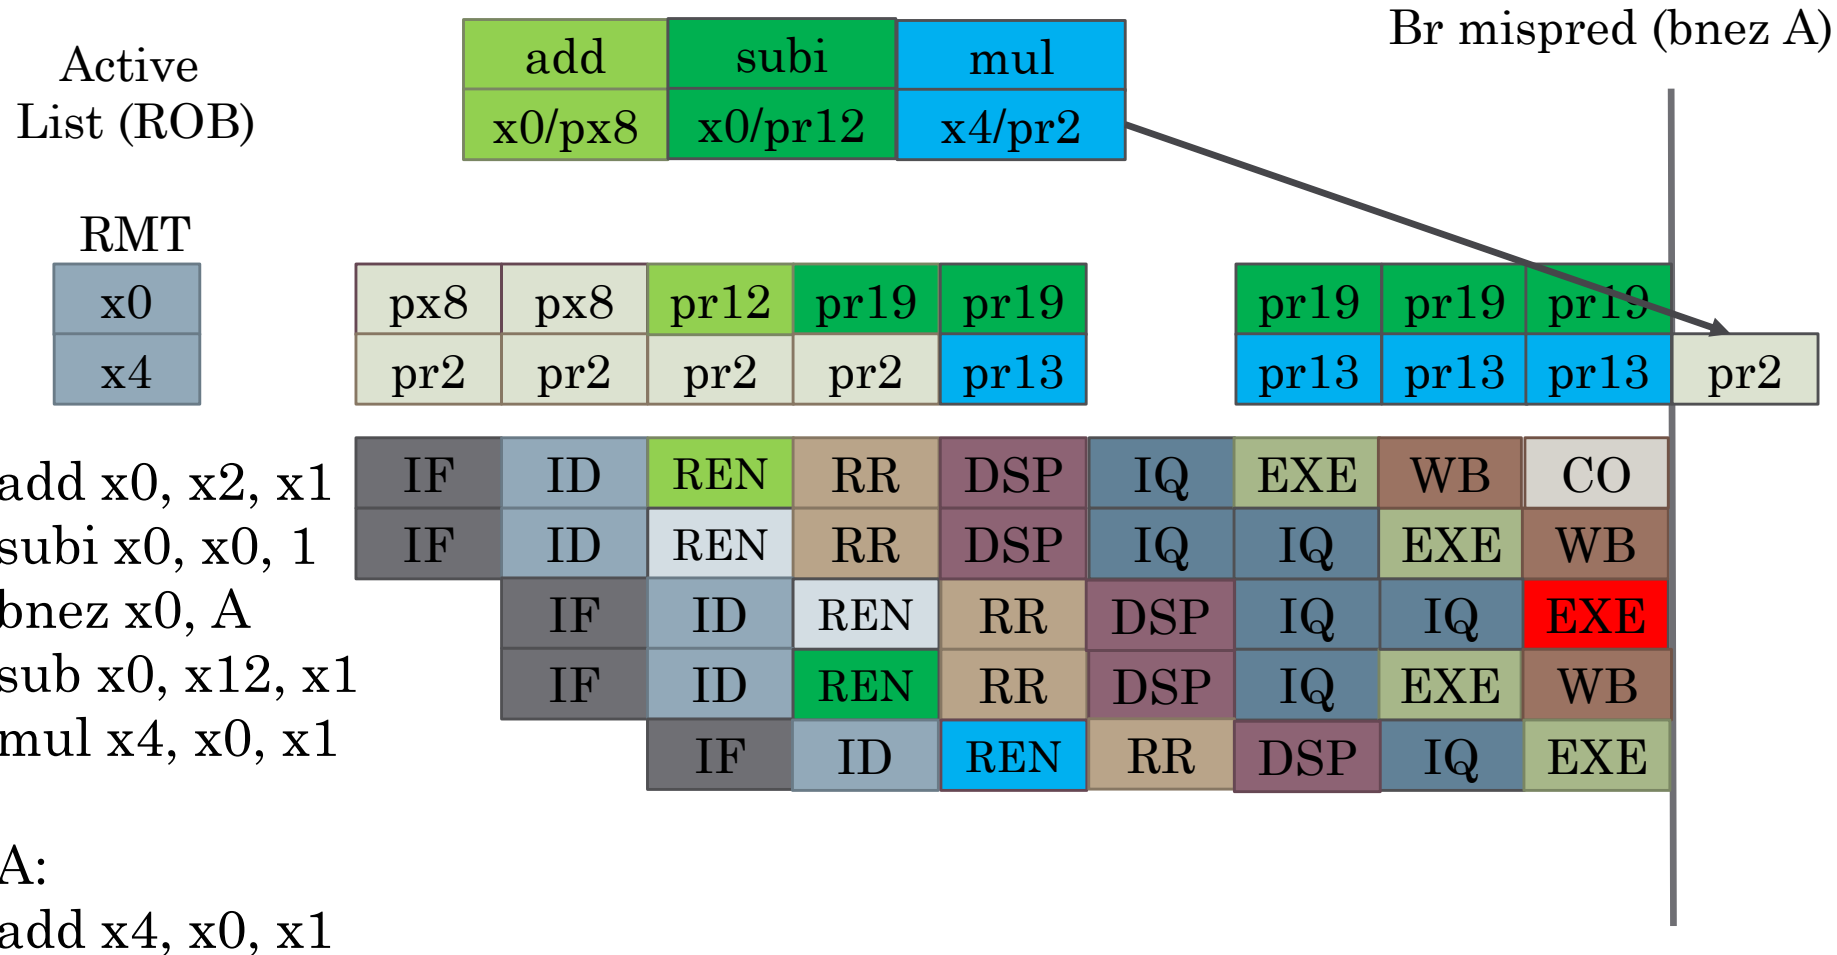 Active
List (ROB)
add subi mul
x0/px8 x0/pr12 x4/pr2
Br mispred (bnez A)
RMT
x0 px8 px8 pr12 pr19 pr19 pr19 pr19 pr19
x4 pr2 pr2 pr2 pr2 pr13 pr13 pr13 pr13 pr2
add x0, x2, x1 IF ID REN RR DSP IQ EXE WB CO
subi x0, x0, 1 IF ID REN RR DSP IQ IQ EXE WB
bnez x0, A IF ID REN RR DSP IQ IQ EXE
sub x0, x12, x1 IF ID REN RR DSP IQ EXE WB
mul x4, x0, x1 IF ID REN RR DSP IQ EXE
A:
add x4, x0, x1